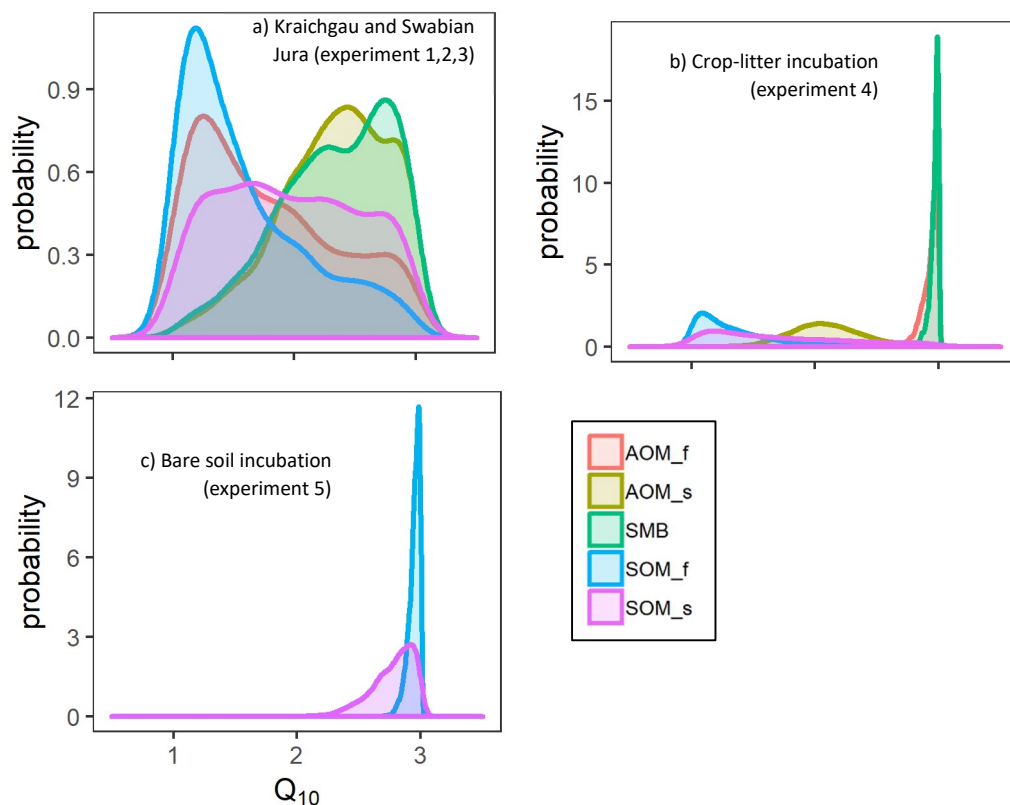 a) Kraichgau and Swabian
Jura (experiment 1,2,3)
probability
0.9
0.6
0.3
0.0
b) Crop-litter incubation
(experiment 4)
probability
15
10
5
0
c) Bare soil incubation
(experiment 5)
probability
12
9
6
3
0
1 2 3
Q10
AOM_f
AOM_s
SMB
SOM_f
SOM_s